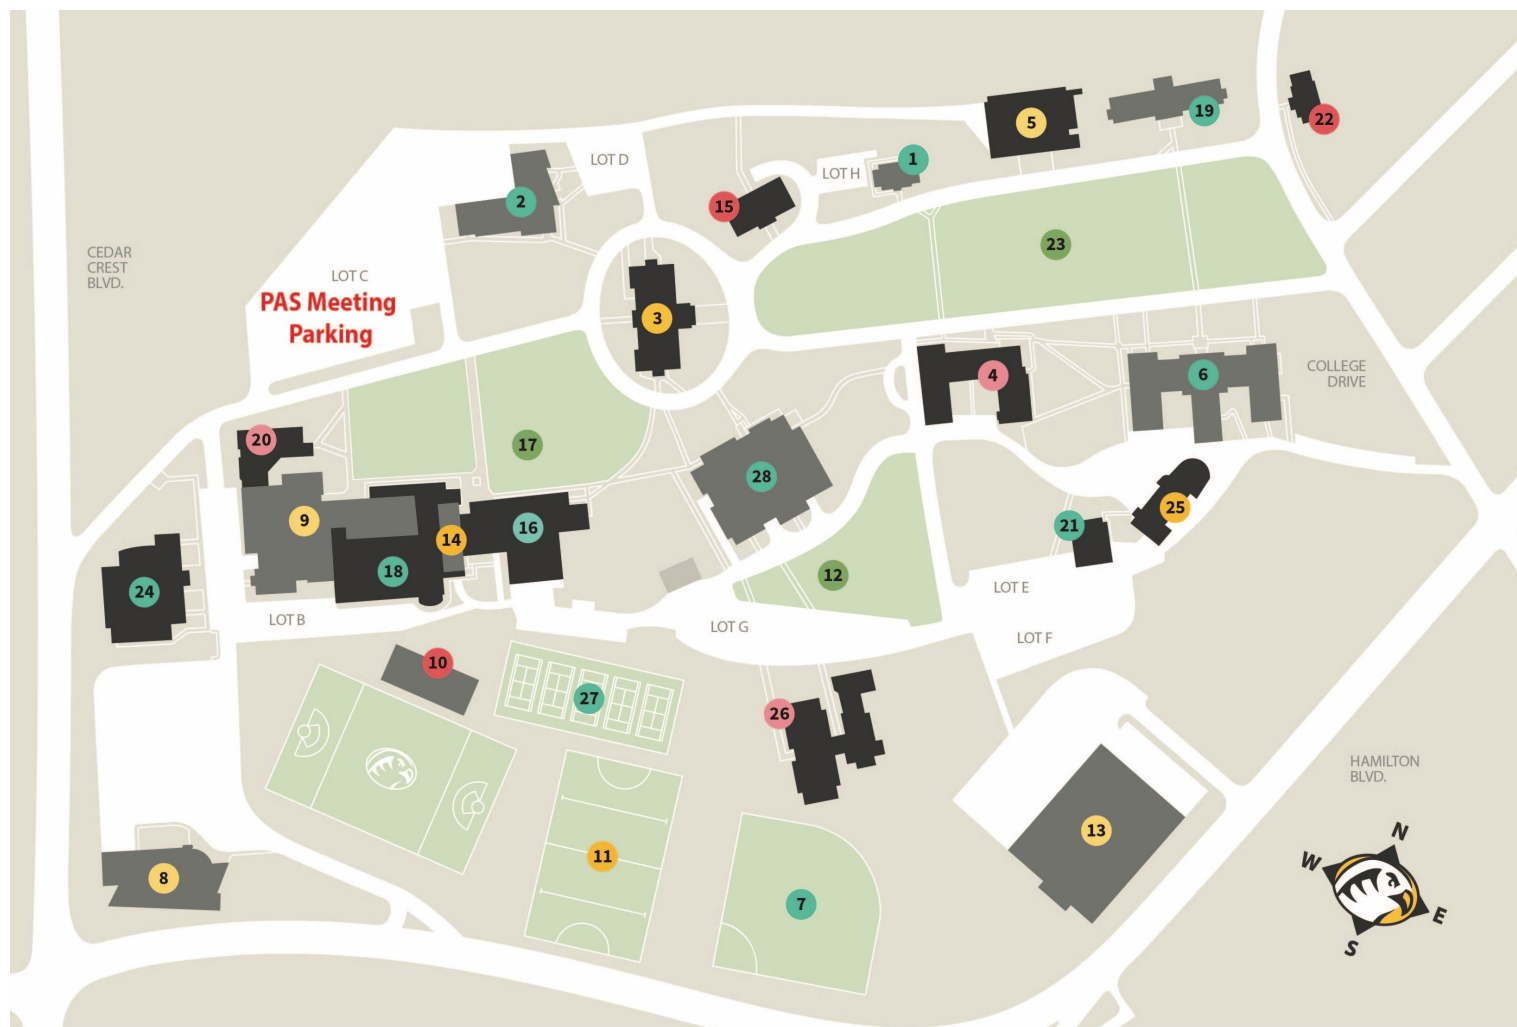 5
19
22
1
LOT D
LOT H
2
15
23
CEDAR
CREST
BLVD.
LOT C
PAS Meeting
Parking
3
4
6
COLLEGE
DRIVE
20
17
28
9
14
16
25
21
18
24
12
LOT E
LOT B
LOT G
LOT F
10
27
26
HAMILTON
BLVD.
13
11
8
7
N
W
E
S